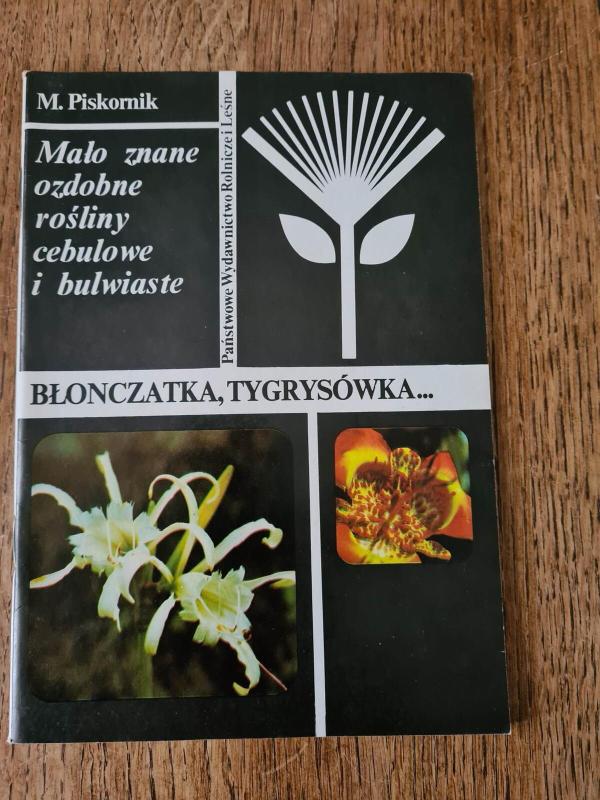 M. Piskornik
Mało znane
ozdobne
rośliny
cebulowe
i bulwiaste
Państwowe Wydawnictwo Rolnicze i Leśne
BŁONCZATKA, TYGRYSÓWKA...